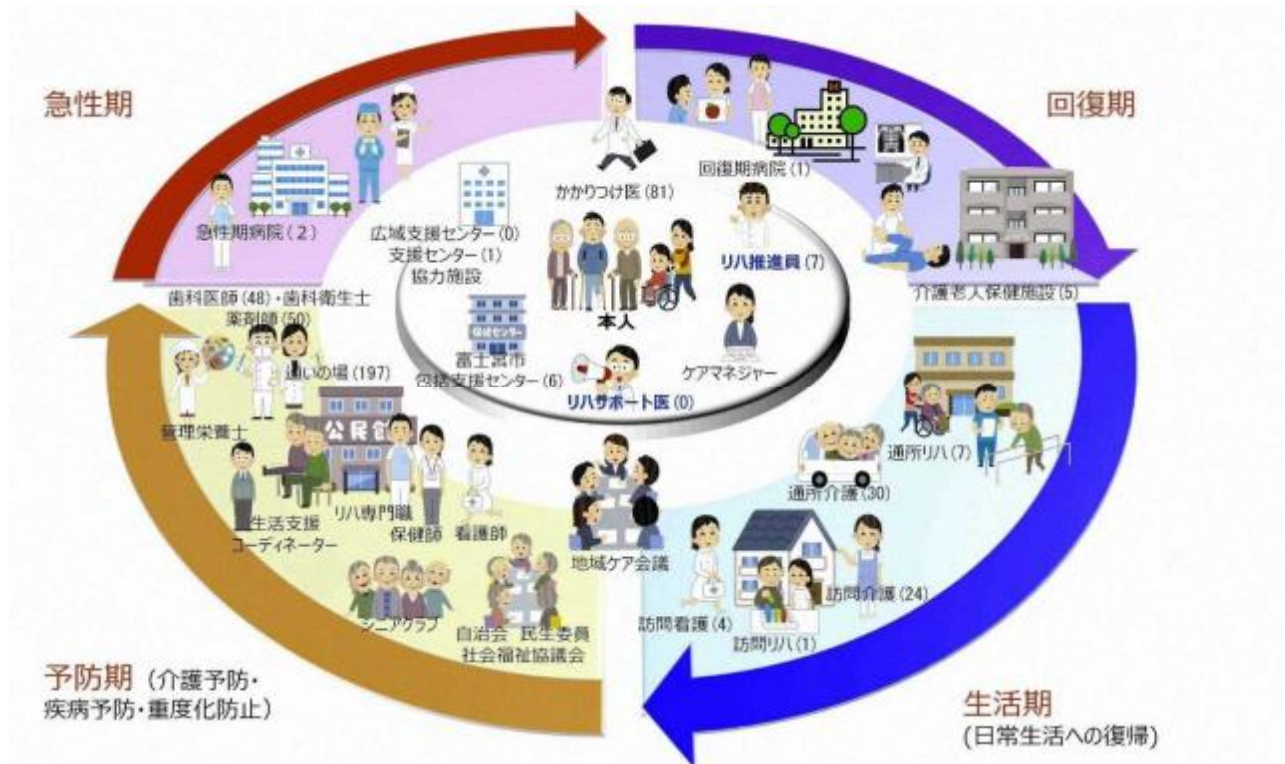 急性期
急性期病院(2)
かかりつけ医(81)
回復期
回復期病院(1)
介護老人保健施設(5)
広域支援センター(0)
支援センター(1)
協力施設
本人
リハ推進員(7)
ケアマネジャー
保健センター
富士宮市
包括支援センター(6)
リハサポート医(0)
歯科医師(48)・歯科衛生士
薬剤師(50)
通いの場(197)
管理栄養士
公民館
生活支援
コーディネーター
リハ専門職
保健師
看護師
シニアクラブ
自治会 民生委員
社会福祉協議会
地域ケア会議
通所リハ(7)
通所介護(30)
訪問介護(24)
訪問看護(4)
訪問リハ(1)
予防期(介護予防・
疾病予防・重度化防止)
生活期
(日常生活への復帰)